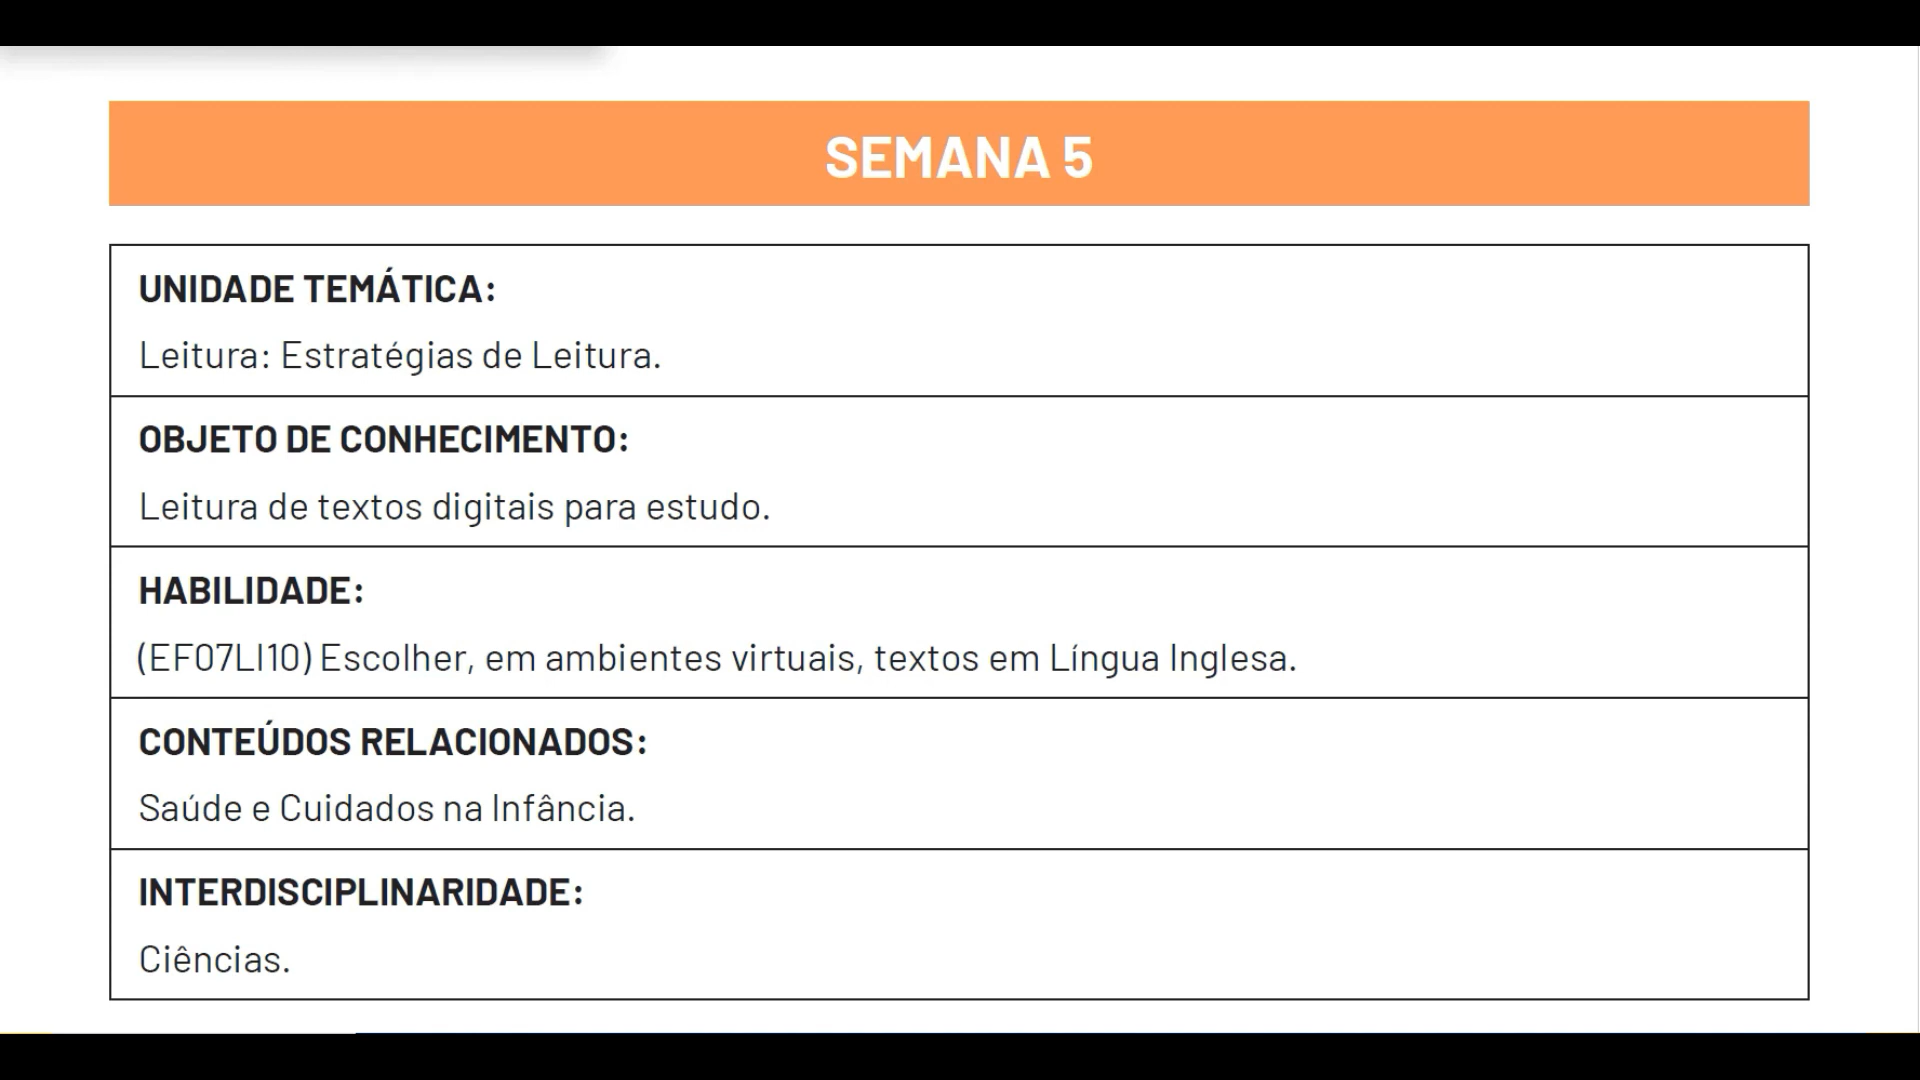 SEMANA 5
UNIDADE TEMÁTICA:
Leitura: Estratégias de Leitura.
OBJETO DE CONHECIMENTO:
Leitura de textos digitais para estudo.
HABILIDADE:
(EF07LI10) Escolher, em ambientes virtuais, textos em Língua Inglesa.
CONTEÚDOS RELACIONADOS:
Saúde e Cuidados na Infância.
INTERDISCIPLINARIDADE:
Ciências.